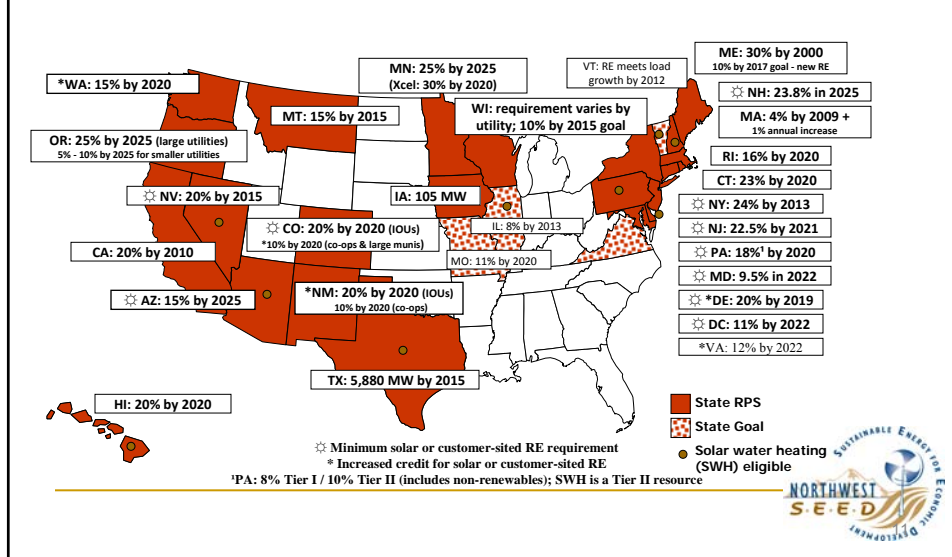 ME: 30% by 2000
10% by 2017 goal - new RE
MN: 25% by 2025
(Xcel: 30% by 2020)
VT: RE meets load
growth by 2012
*WA: 15% by 2020
☼ NH: 23.8% in 2025
MT: 15% by 2015
WI: requirement varies by
utility; 10% by 2015 goal
MA: 4% by 2009 +
1% annual increase
OR: 25% by 2025 (large utilities)
5% - 10% by 2025 for smaller utilities
RI: 16% by 2020
CT: 23% by 2020
☼ NV: 20% by 2015
IA: 105 MW
☼ NY: 24% by 2013
☼ CO: 20% by 2020 (IOUs)
*10% by 2020 (co-ops & large munis)
IL: 8% by 2013
☼ NJ: 22.5% by 2021
CA: 20% by 2010
MO: 11% by 2020
☼ PA: 18%¹ by 2020
☼ MD: 9.5% in 2022
☼ AZ: 15% by 2025
*NM: 20% by 2020 (IOUs)
10% by 2020 (co-ops)
☼ *DE: 20% by 2019
☼ DC: 11% by 2022
*VA: 12% by 2022
TX: 5,880 MW by 2015
HI: 20% by 2020
State RPS
State Goal
Solar water heating
(SWH) eligible
☼ Minimum solar or customer-sited RE requirement
* Increased credit for solar or customer-sited RE
¹PA: 8% Tier I / 10% Tier II (includes non-renewables); SWH is a Tier II resource
SUSTAINABLE ENERGY FOR ECONOMIC DEVELOPMENT
NORTHWEST
S•E•E•D